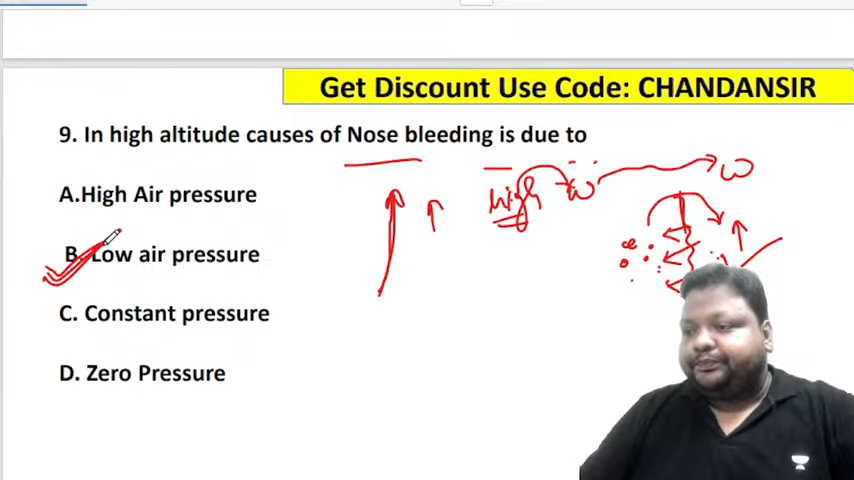 Get Discount Use Code: CHANDANSIR
9. In high altitude causes of Nose bleeding is due to
high
A.High Air pressure
B. Low air pressure
C. Constant pressure
D. Zero Pressure